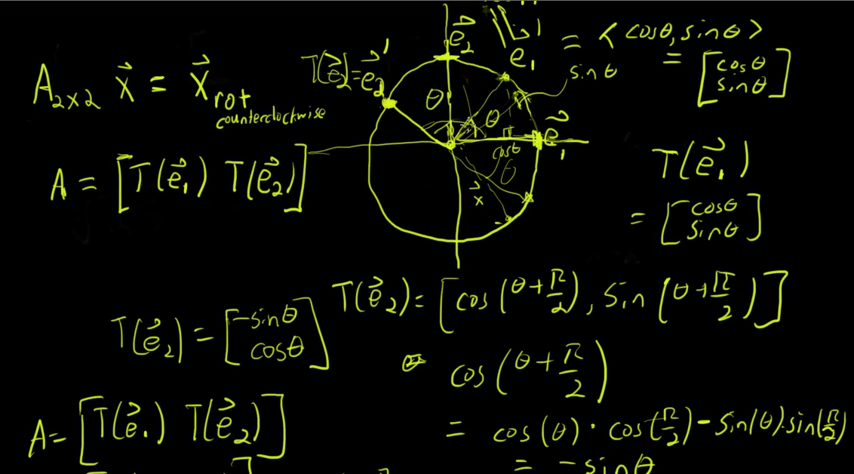 A₂ₓ₂ x⃗ = x⃗ rot counterclockwise
A = [T(e⃗₁) T(e⃗₂)]
T(e⃗₂) = e⃗₂'
e⃗₂
e⃗₁' = <cosθ, sinθ>
= [cosθ
sinθ]
sinθ
θ
θ
e⃗₁
cosθ
θ
x⃗
T(e⃗₁)
= [cosθ
sinθ]
T(e⃗₂) = [cos(θ + π/2), sin(θ + π/2)]
T(e⃗₂) = [-sinθ
cosθ]
cos(θ + π/2)
= cos(θ) · cos(π/2) - sin(θ) · sin(π/2)
= -sinθ
A = [T(e⃗₁) T(e⃗₂)]